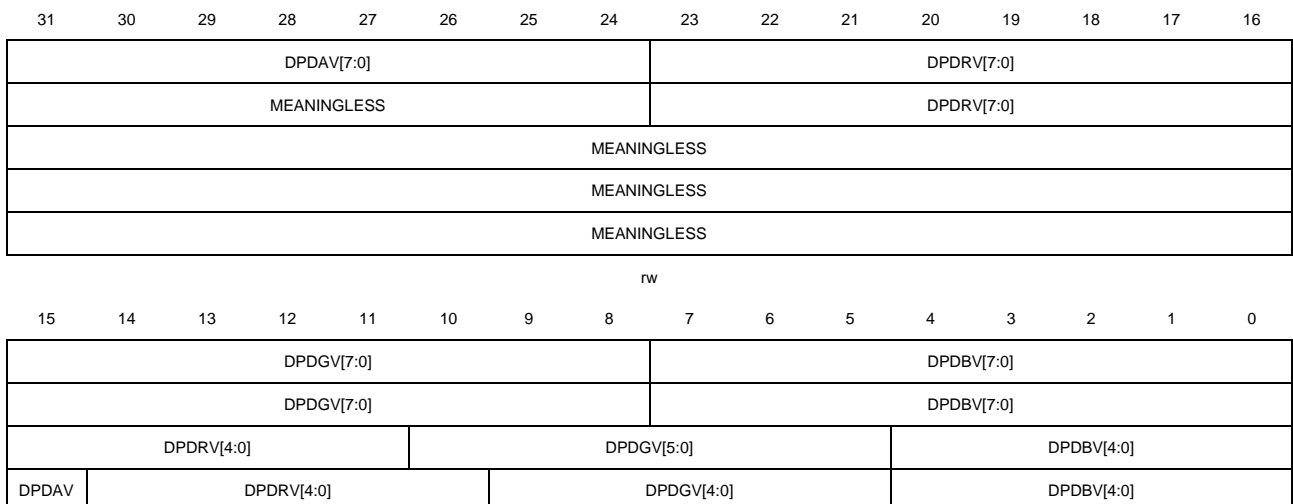 31 30 29 28 27 26 25 24 23 22 21 20 19 18 17 16
DPDAV[7:0] DPDRV[7:0]
MEANINGLESS DPDRV[7:0]
MEANINGLESS
MEANINGLESS
MEANINGLESS
rw
15 14 13 12 11 10 9 8 7 6 5 4 3 2 1 0
DPDGV[7:0] DPDBV[7:0]
DPDGV[7:0] DPDBV[7:0]
DPDRV[4:0] DPDGV[5:0] DPDBV[4:0]
DPDAV DPDRV[4:0] DPDGV[4:0] DPDBV[4:0]